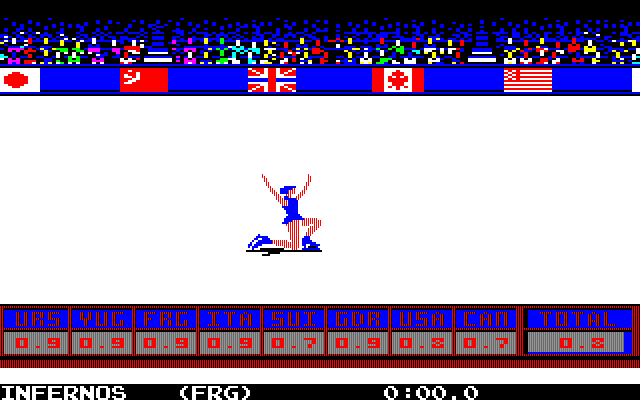 URS YUG FRG ITA SUI GDR USA CAN TOTAL
0.9 0.9 0.9 0.9 0.7 0.9 0.8 0.7 0.8
INFERNOS (FRG) 0:00.0